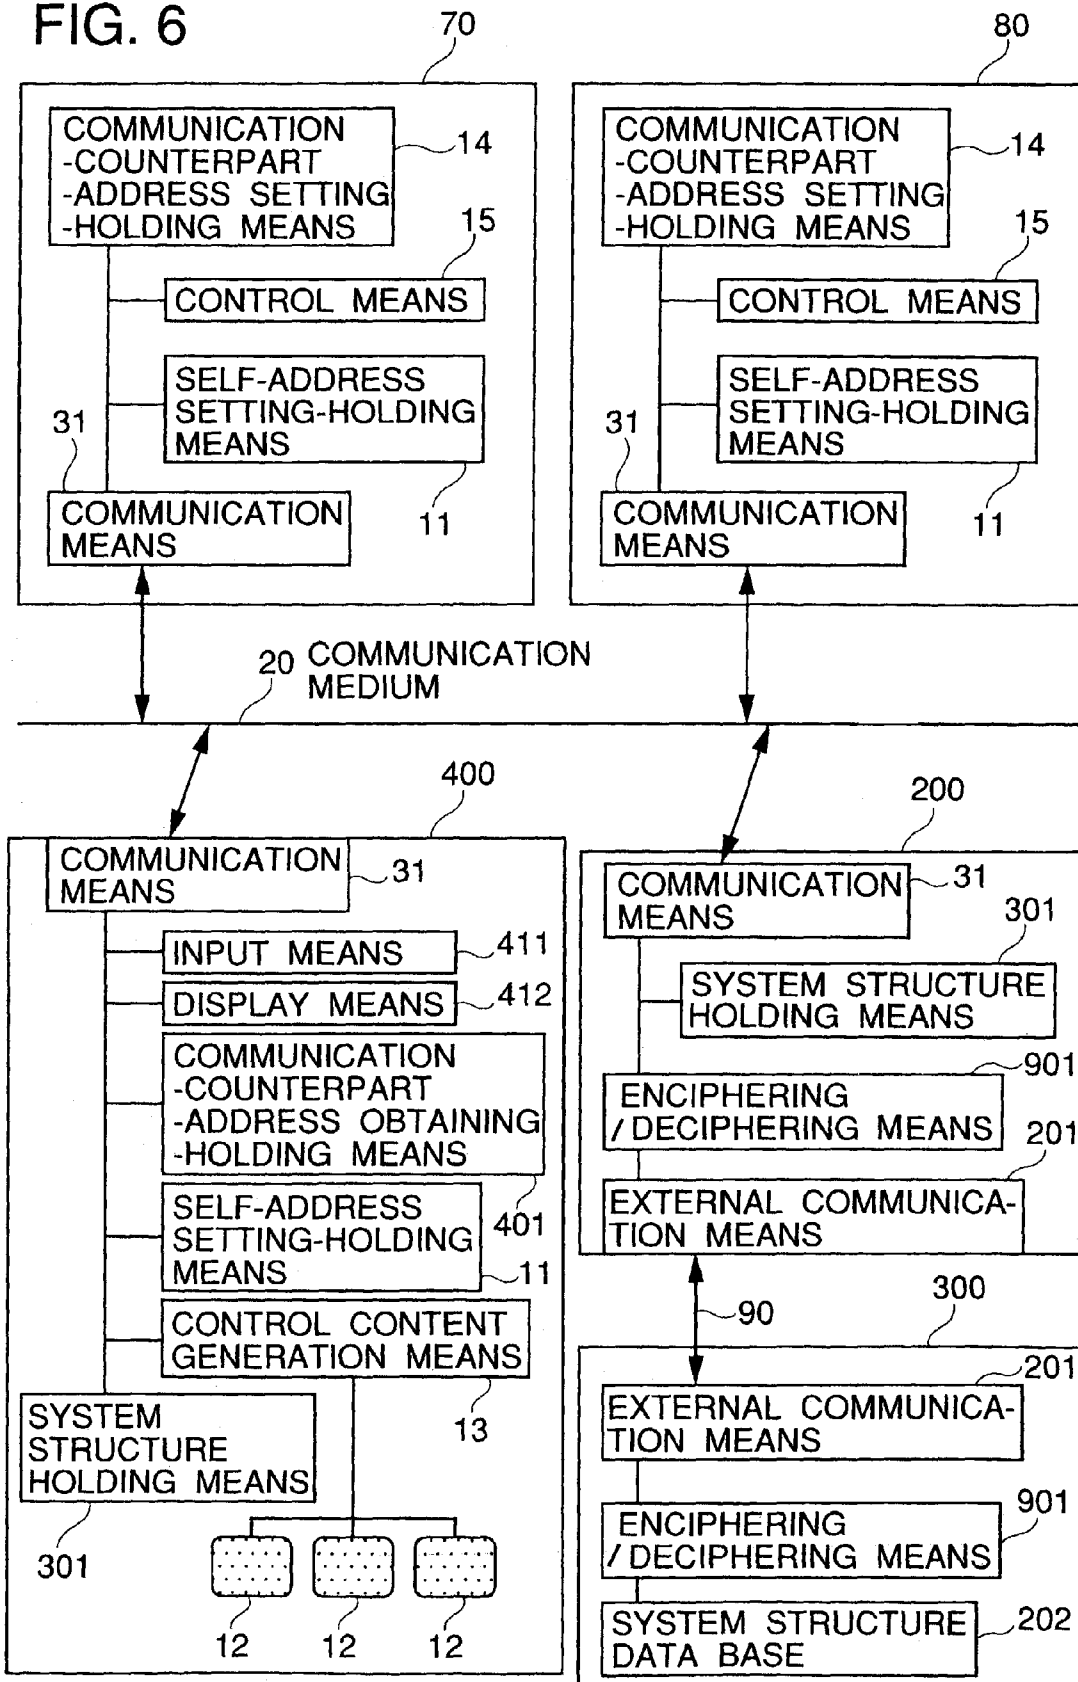 FIG. 6
70
COMMUNICATION
-COUNTERPART
-ADDRESS SETTING
-HOLDING MEANS
14
15
CONTROL MEANS
SELF-ADDRESS
SETTING-HOLDING
MEANS
31
11
COMMUNICATION
MEANS
80
COMMUNICATION
-COUNTERPART
-ADDRESS SETTING
-HOLDING MEANS
14
15
CONTROL MEANS
SELF-ADDRESS
SETTING-HOLDING
MEANS
31
11
COMMUNICATION
MEANS
20 COMMUNICATION
MEDIUM
400
COMMUNICATION
MEANS
31
INPUT MEANS
411
DISPLAY MEANS
412
COMMUNICATION
-COUNTERPART
-ADDRESS OBTAINING
-HOLDING MEANS
401
SELF-ADDRESS
SETTING-HOLDING
MEANS
11
CONTROL CONTENT
GENERATION MEANS
13
SYSTEM
STRUCTURE
HOLDING MEANS
301
12
12
12
200
COMMUNICATION
MEANS
31
301
SYSTEM STRUCTURE
HOLDING MEANS
901
ENCIPHERING
/DECIPHERING MEANS
201
EXTERNAL COMMUNICA-
TION MEANS
90
300
201
EXTERNAL COMMUNICA-
TION MEANS
901
ENCIPHERING
/DECIPHERING MEANS
202
SYSTEM STRUCTURE
DATA BASE